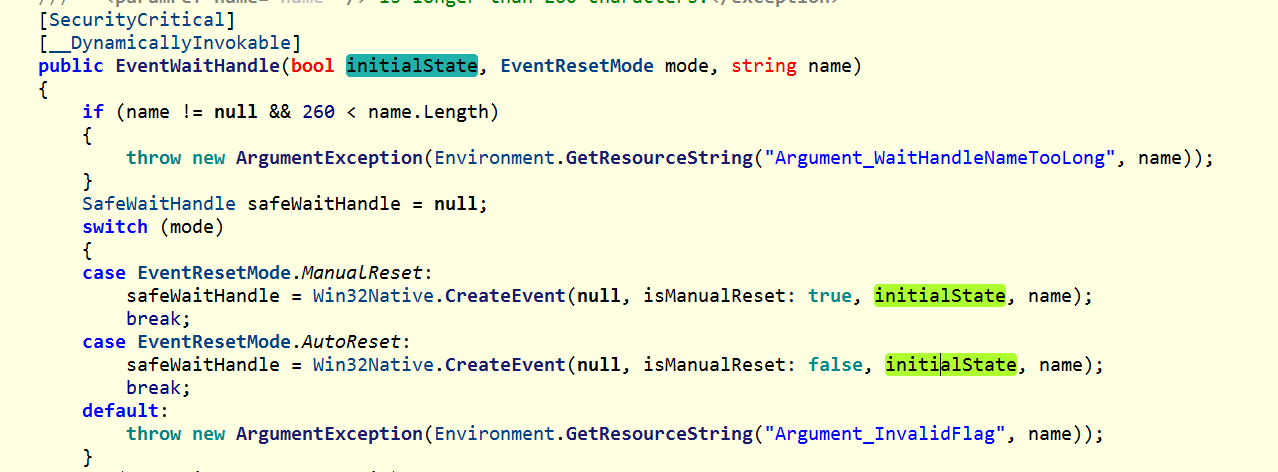 is longer than 260 characters.</exception>
[SecurityCritical]
[__DynamicallyInvokable]
public EventWaitHandle(bool initialState, EventResetMode mode, string name)
{
if (name != null && 260 < name.Length)
{
throw new ArgumentException(Environment.GetResourceString("Argument_WaitHandleNameTooLong", name));
}
SafeWaitHandle safeWaitHandle = null;
switch (mode)
{
case EventResetMode.ManualReset:
safeWaitHandle = Win32Native.CreateEvent(null, isManualReset: true, initialState, name);
break;
case EventResetMode.AutoReset:
safeWaitHandle = Win32Native.CreateEvent(null, isManualReset: false, initialState, name);
break;
default:
throw new ArgumentException(Environment.GetResourceString("Argument_InvalidFlag", name));
}